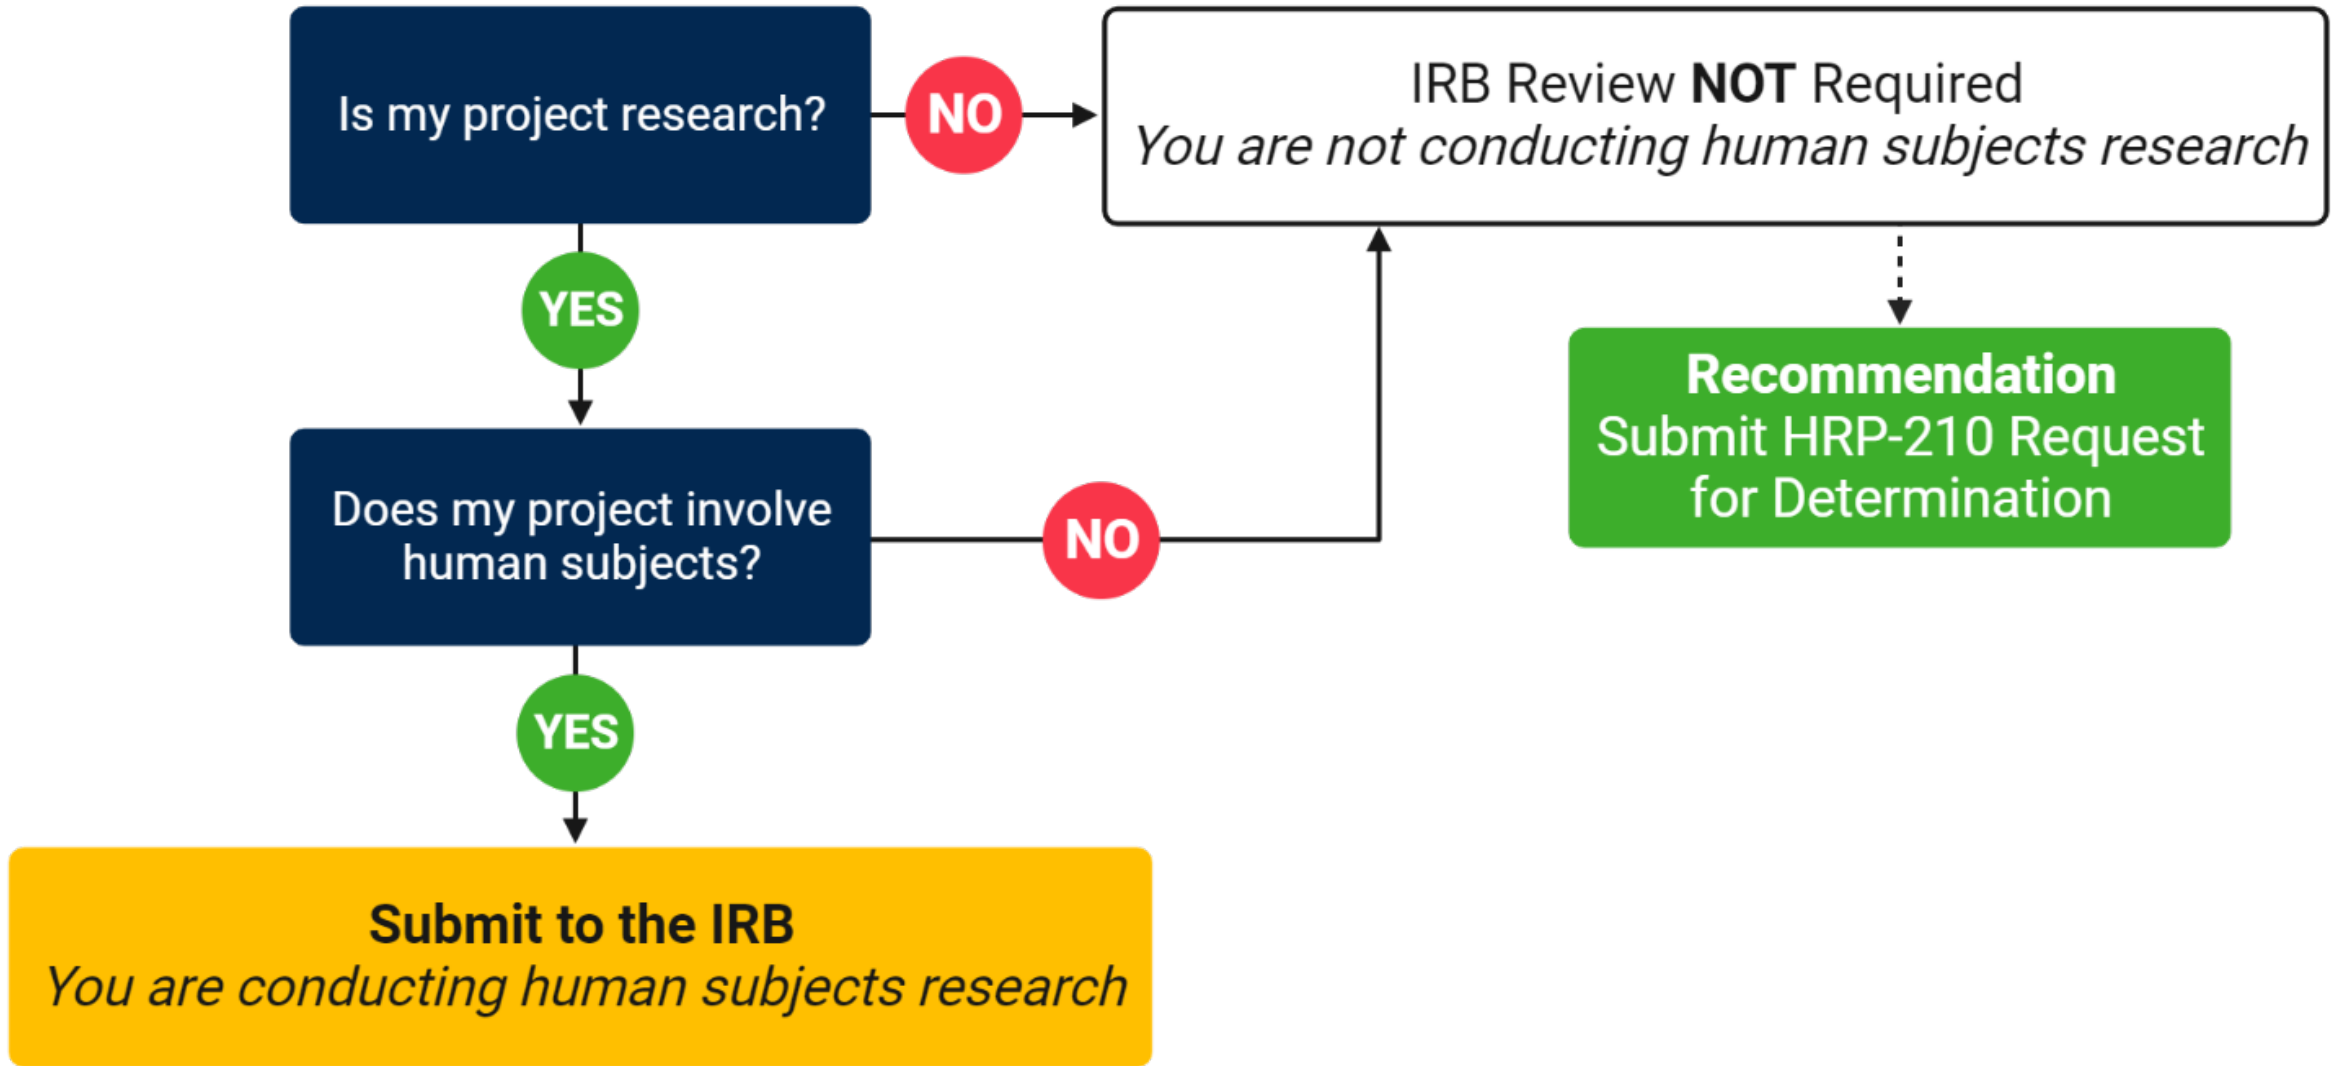 Is my project research?
NO
IRB Review NOT Required
You are not conducting human subjects research
YES
Recommendation
Submit HRP-210 Request
for Determination
Does my project involve
human subjects?
NO
YES
Submit to the IRB
You are conducting human subjects research